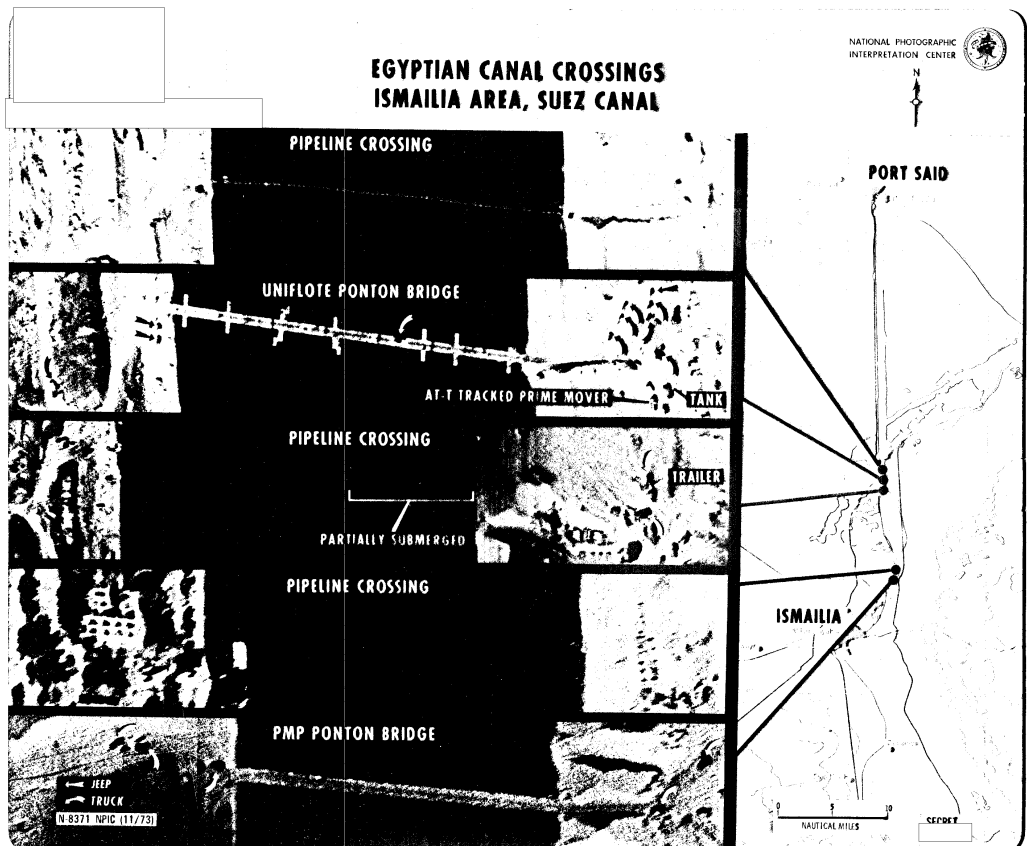 NATIONAL PHOTOGRAPHIC
INTERPRETATION CENTER
N
EGYPTIAN CANAL CROSSINGS
ISMAILIA AREA, SUEZ CANAL
PIPELINE CROSSING
PORT SAID
UNIFLOTE PONTON BRIDGE
AT-T TRACKED PRIME MOVER
TANK
PIPELINE CROSSING
TRAILER
PARTIALLY SUBMERGED
PIPELINE CROSSING
ISMAILIA
PMP PONTON BRIDGE
JEEP
TRUCK
N-8371 NPIC (11/73)
0 5 10
NAUTICAL MILES
SECRET